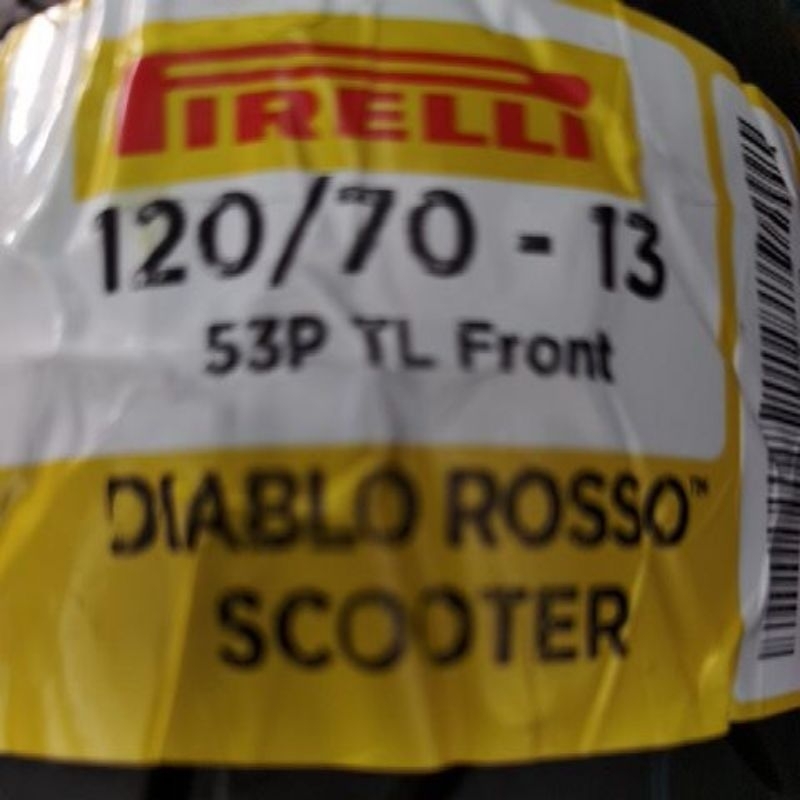 PIRELLI
120/70 - 13
53P TL Front
DIABLO ROSSO™
SCOOTER